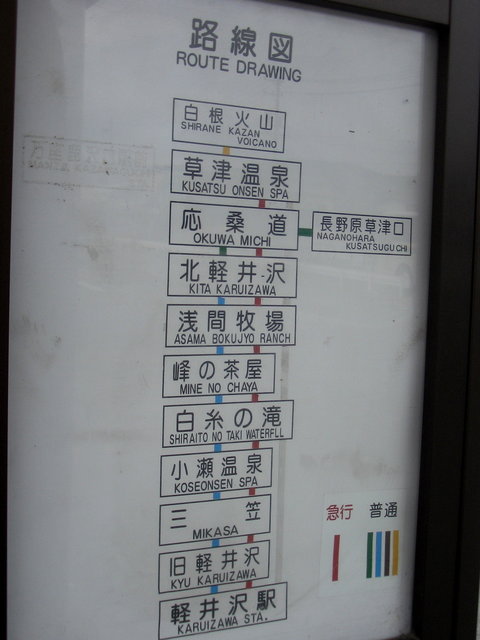 路線図
ROUTE DRAWING
白根火山
SHIRANE KAZAN
VOICANO
草津温泉
KUSATSU ONSEN SPA
応桑道
OKUWA MICHI
長野原草津口
NAGANOHARA
KUSATSUGUCHI
北軽井沢
KITA KARUIZAWA
浅間牧場
ASAMA BOKUJYO RANCH
峰の茶屋
MINE NO CHAYA
白糸の滝
SHIRAITO NO TAKI WATERFLL
小瀬温泉
KOSEONSEN SPA
三笠
MIKASA
旧軽井沢
KYU KARUIZAWA
軽井沢駅
KARUIZAWA STA.
急行 普通